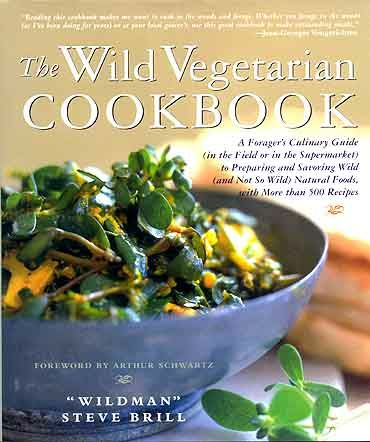 "Reading this cookbook makes me want to rush to the woods and forage. Whether you forage in the woods
(as I've been doing for years) or at your local grocer's, use this great cookbook to make outstanding meals."
—Jean-Georges Vongerichten
The Wild Vegetarian
COOKBOOK
A Forager's Culinary Guide
(in the Field or in the Supermarket)
to Preparing and Savoring Wild
(and Not So Wild) Natural Foods,
with More than 500 Recipes
FOREWORD BY ARTHUR SCHWARTZ
"WILDMAN"
STEVE BRILL